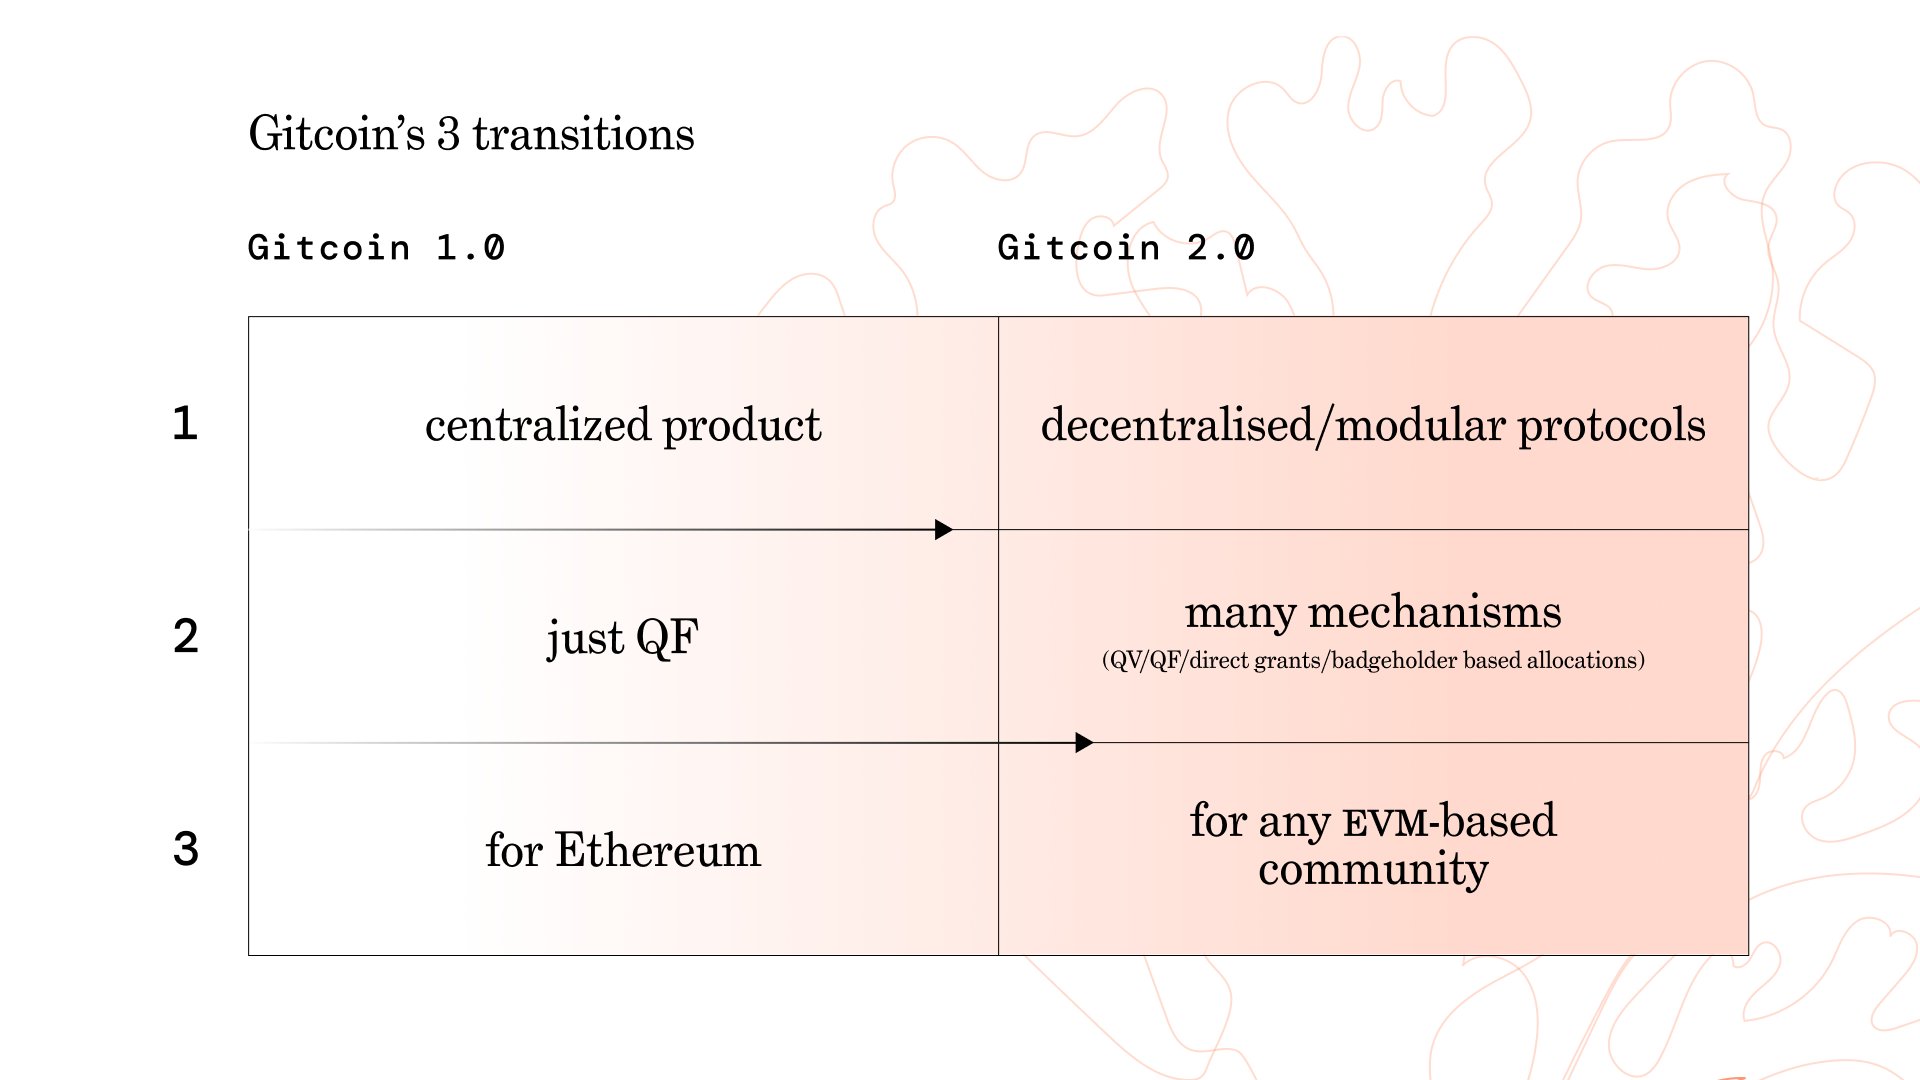 Gitcoin’s 3 transitions
Gitcoin 1.0
Gitcoin 2.0
1
centralized product
decentralised/modular protocols
2
just QF
many mechanisms
(QV/QF/direct grants/badgeholder based allocations)
3
for Ethereum
for any EVM-based
community